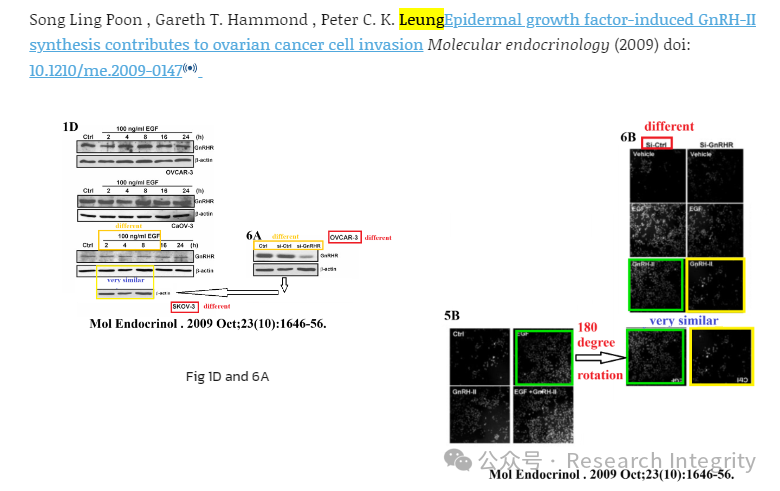 Song Ling Poon , Gareth T. Hammond , Peter C. K. LeungEpidermal growth factor-induced GnRH-II
synthesis contributes to ovarian cancer cell invasion Molecular endocrinology (2009) doi:
10.1210/me.2009-0147
1D
100 ng/ml EGF
Ctrl 2 4 8 16 24 (h)
GnRHR
β-actin
OVCAR-3
100 ng/ml EGF
Ctrl 2 4 8 16 24 (h)
GnRHR
β-actin
different CaOV-3
100 ng/ml EGF
Ctrl 2 4 8 16 24 (h)
GnRHR
β-actin
very similar
SKOV-3 different
6A different OVCAR-3 different
Ctrl si-Ctrl si-GnRHR
GnRHR
β-actin
Mol Endocrinol . 2009 Oct;23(10):1646-56.
Fig 1D and 6A
different
6B Si-Ctrl Si-GnRHR
Vehicle Vehicle
EGF EGF
GnRH-II GnRH-II
very similar
5B
Ctrl EGF
GnRH-II EGF+GnRH-II
180
degree
rotation
EGF Ctrl
公众号 · Research Integrity
Mol Endocrinol . 2009 Oct;23(10):1646-56.